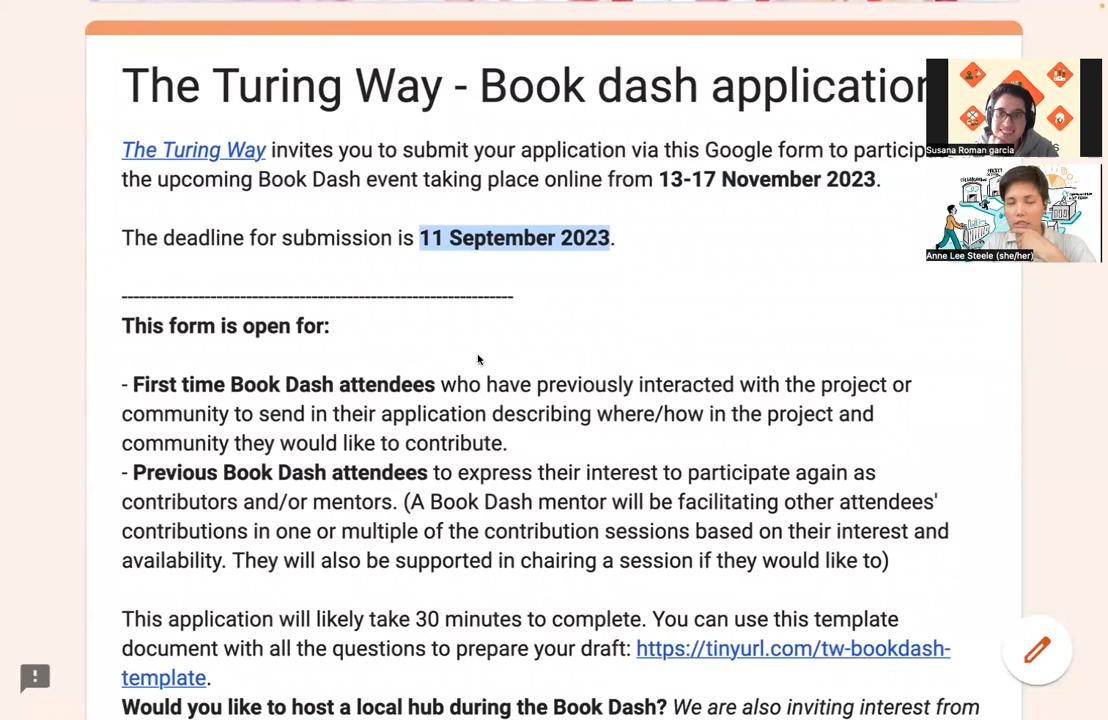 The Turing Way - Book dash application
The Turing Way invites you to submit your application via this Google form to
the upcoming Book Dash event taking place online from 13-17 November 2023.
The deadline for submission is 11 September 2023.
--------------------------------------------------------------------
This form is open for:
- First time Book Dash attendees who have previously interacted with the project or
community to send in their application describing where/how in the project and
community they would like to contribute.
- Previous Book Dash attendees to express their interest to participate again as
contributors and/or mentors. (A Book Dash mentor will be facilitating other attendees'
contributions in one or multiple of the contribution sessions based on their interest and
availability. They will also be supported in chairing a session if they would like to)
This application will likely take 30 minutes to complete. You can use this template
document with all the questions to prepare your draft: https://tinyurl.com/tw-bookdash-
template.
Would you like to host a local hub during the Book Dash? We are also inviting interest from
Susana Roman garcia
Anne Lee Steele (she/her)